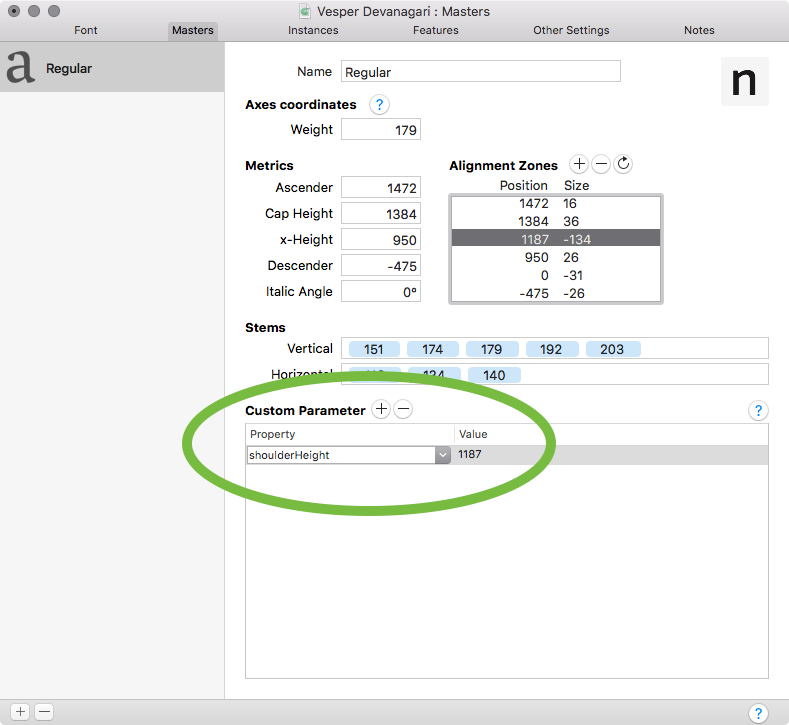 Vesper Devanagari : Masters
Font Masters Instances Features Other Settings Notes
a Regular
Name Regular
n
Axes coordinates ?
Weight 179
Metrics
Ascender 1472
Cap Height 1384
x-Height 950
Descender -475
Italic Angle 0°
Alignment Zones
Position Size
1472 16
1384 36
1187 -134
950 26
0 -31
-475 -26
Stems
Vertical 151 174 179 192 203
Horizontal 134 140
Custom Parameter ?
Property Value
shoulderHeight 1187
?